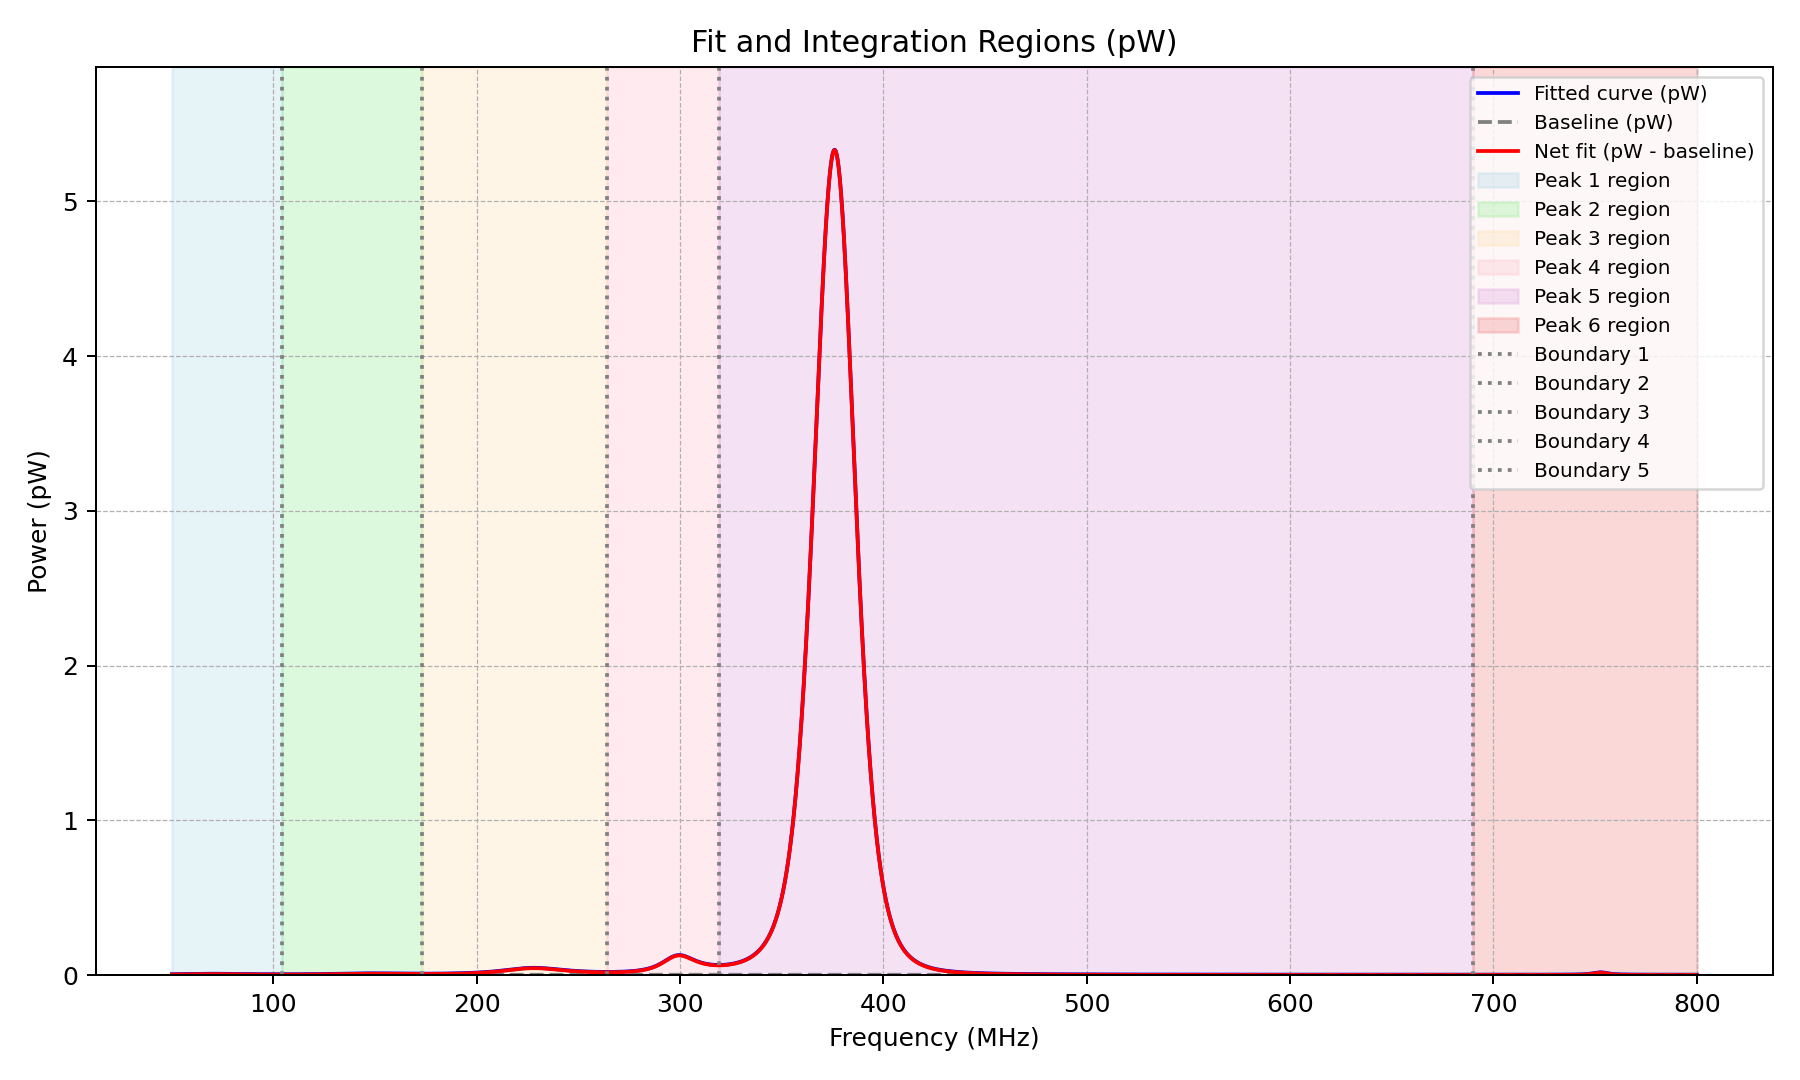 Fit and Integration Regions (pW)
Fitted curve (pW)
Baseline (pW)
Net fit (pW - baseline)
Peak 1 region
Peak 2 region
Peak 3 region
Peak 4 region
Peak 5 region
Peak 6 region
Boundary 1
Boundary 2
Boundary 3
Boundary 4
Boundary 5
Power (pW)
5
4
3
2
1
0
100 200 300 400 500 600 700 800
Frequency (MHz)